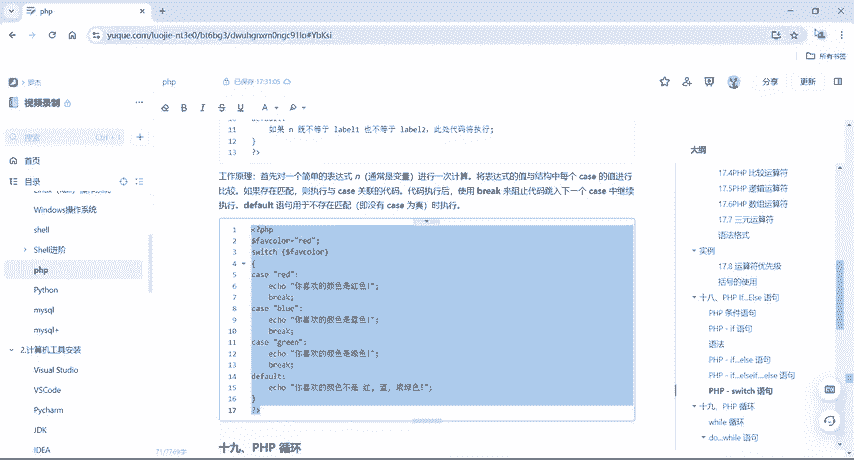 php
yuque.com/luojie-nt3e0/bt6bg3/dwuhgnxm0ngc91lo#YbKsi
所有书签
罗杰
php
已保存 17:31:05
分享
更新
视频录制
B I S U A
搜索
Ctrl + J
首页
目录
Windows操作系统
shell
Shell进阶
php
Python
mysql
mysql+
2.计算机工具安装
Visual Studio
VSCode
Pycharm
JDK
IDEA
11 如果 n 既不等于 label1 也不等于 label2，此处代码将执行;
12 }
13 ?>
工作原理：首先对一个简单的表达式 n（通常是变量）进行一次计算。将表达式的值与结构中每个 case 的值进行
比较。如果存在匹配，则执行与 case 关联的代码。代码执行后，使用 break 来阻止代码跳入下一个 case 中继续
执行。default 语句用于不存在匹配（即没有 case 为真）时执行。
1 <?php
2 $favcolor="red";
3 switch ($favcolor)
4 {
5 case "red":
6 echo "你喜欢的颜色是红色!";
7 break;
8 case "blue":
9 echo "你喜欢的颜色是蓝色!";
10 break;
11 case "green":
12 echo "你喜欢的颜色是绿色!";
13 break;
14 default:
15 echo "你喜欢的颜色不是 红, 蓝, 或绿色!";
16 }
17 ?>
十九、PHP 循环
大纲
17.4PHP 比较运算符
17.5PHP 逻辑运算符
17.6PHP 数组运算符
17.7 三元运算符
语法格式
实例
17.8 运算符优先级
括号的使用
十八、PHP If...Else 语句
PHP 条件语句
PHP - if 语句
语法
PHP - if...else 语句
PHP - if...elseif....else 语句
PHP - switch 语句
十九、PHP 循环
while 循环
do...while 语句